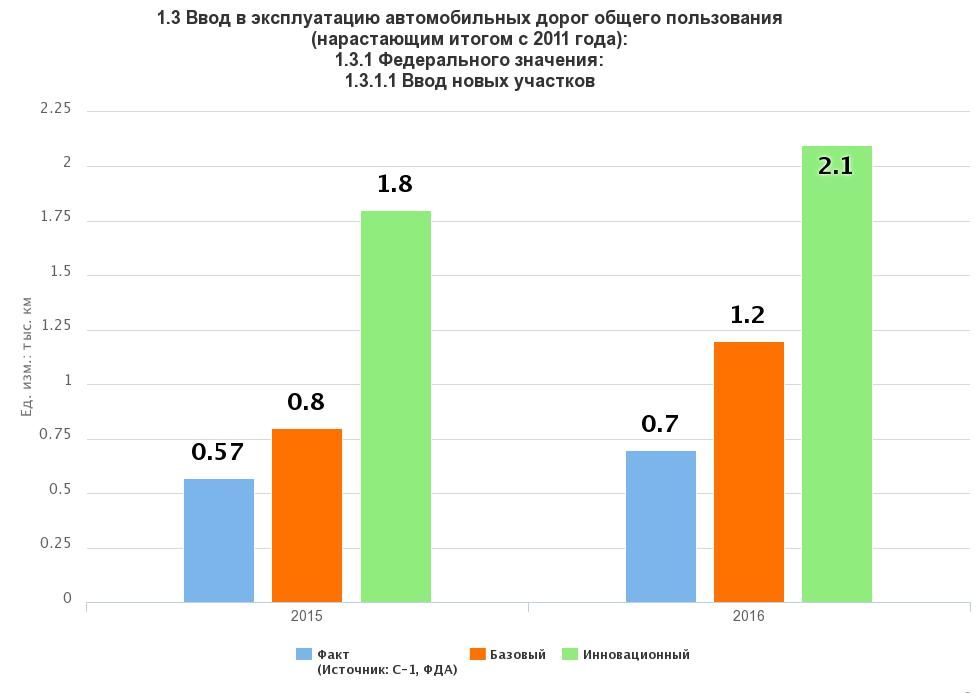 1.3 Ввод в эксплуатацию автомобильных дорог общего пользования
(нарастающим итогом с 2011 года):
1.3.1 Федерального значения:
1.3.1.1 Ввод новых участков
Ед. изм.: тыс. км
2.25
2
1.75
1.5
1.25
1
0.75
0.5
0.25
0
0.57
0.8
1.8
0.7
1.2
2.1
2015
2016
Факт
(Источник: С-1, ФДА)
Базовый
Инновационный